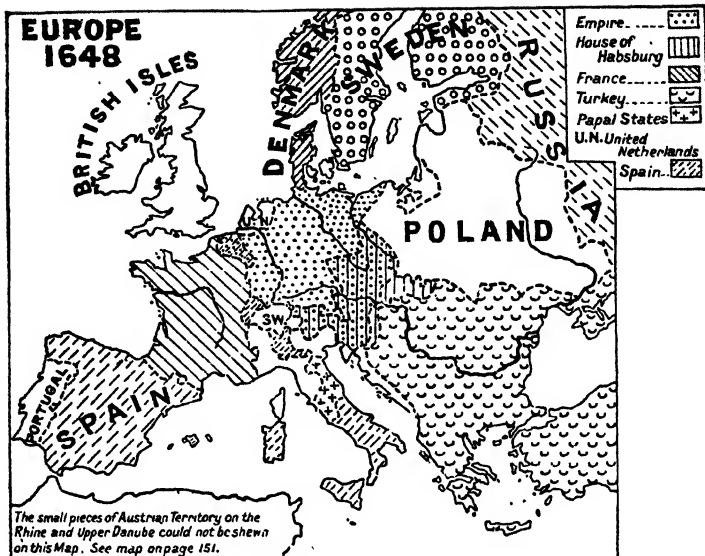 EUROPE
1648
BRITISH ISLES
DENMARK
SWEDEN
RUSSIA
POLAND
U.N.
SW.
PORTUGAL
SPAIN
Empire
House of
Habsburg
France
Turkey
Papal States
U.N. United
Netherlands
Spain
The small pieces of Austrian Territory on the
Rhine and Upper Danube could not be shewn
on this Map. See map on page 151.